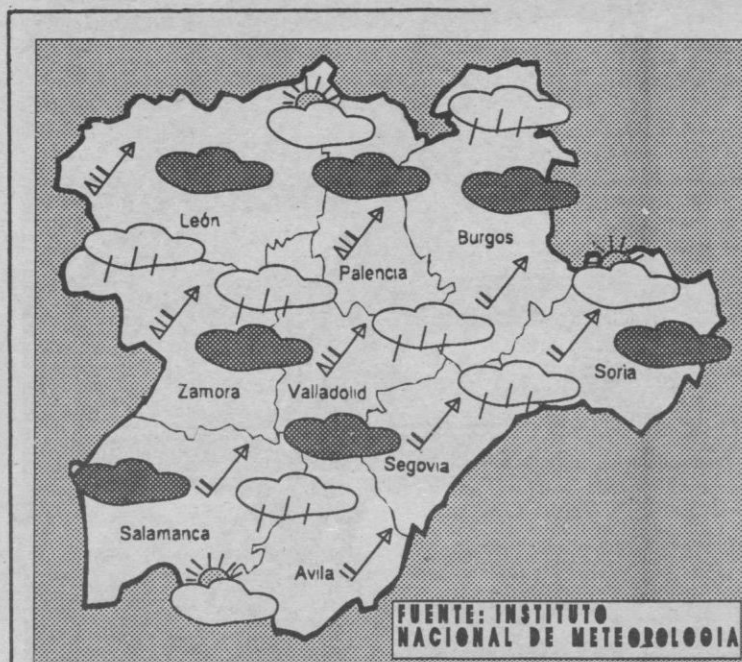 León
Burgos
Palencia
Soria
Zamora
Valladolid
Segovia
Salamanca
Avila
FUENTE: INSTITUTO
NACIONAL DE METEOROLOGIA